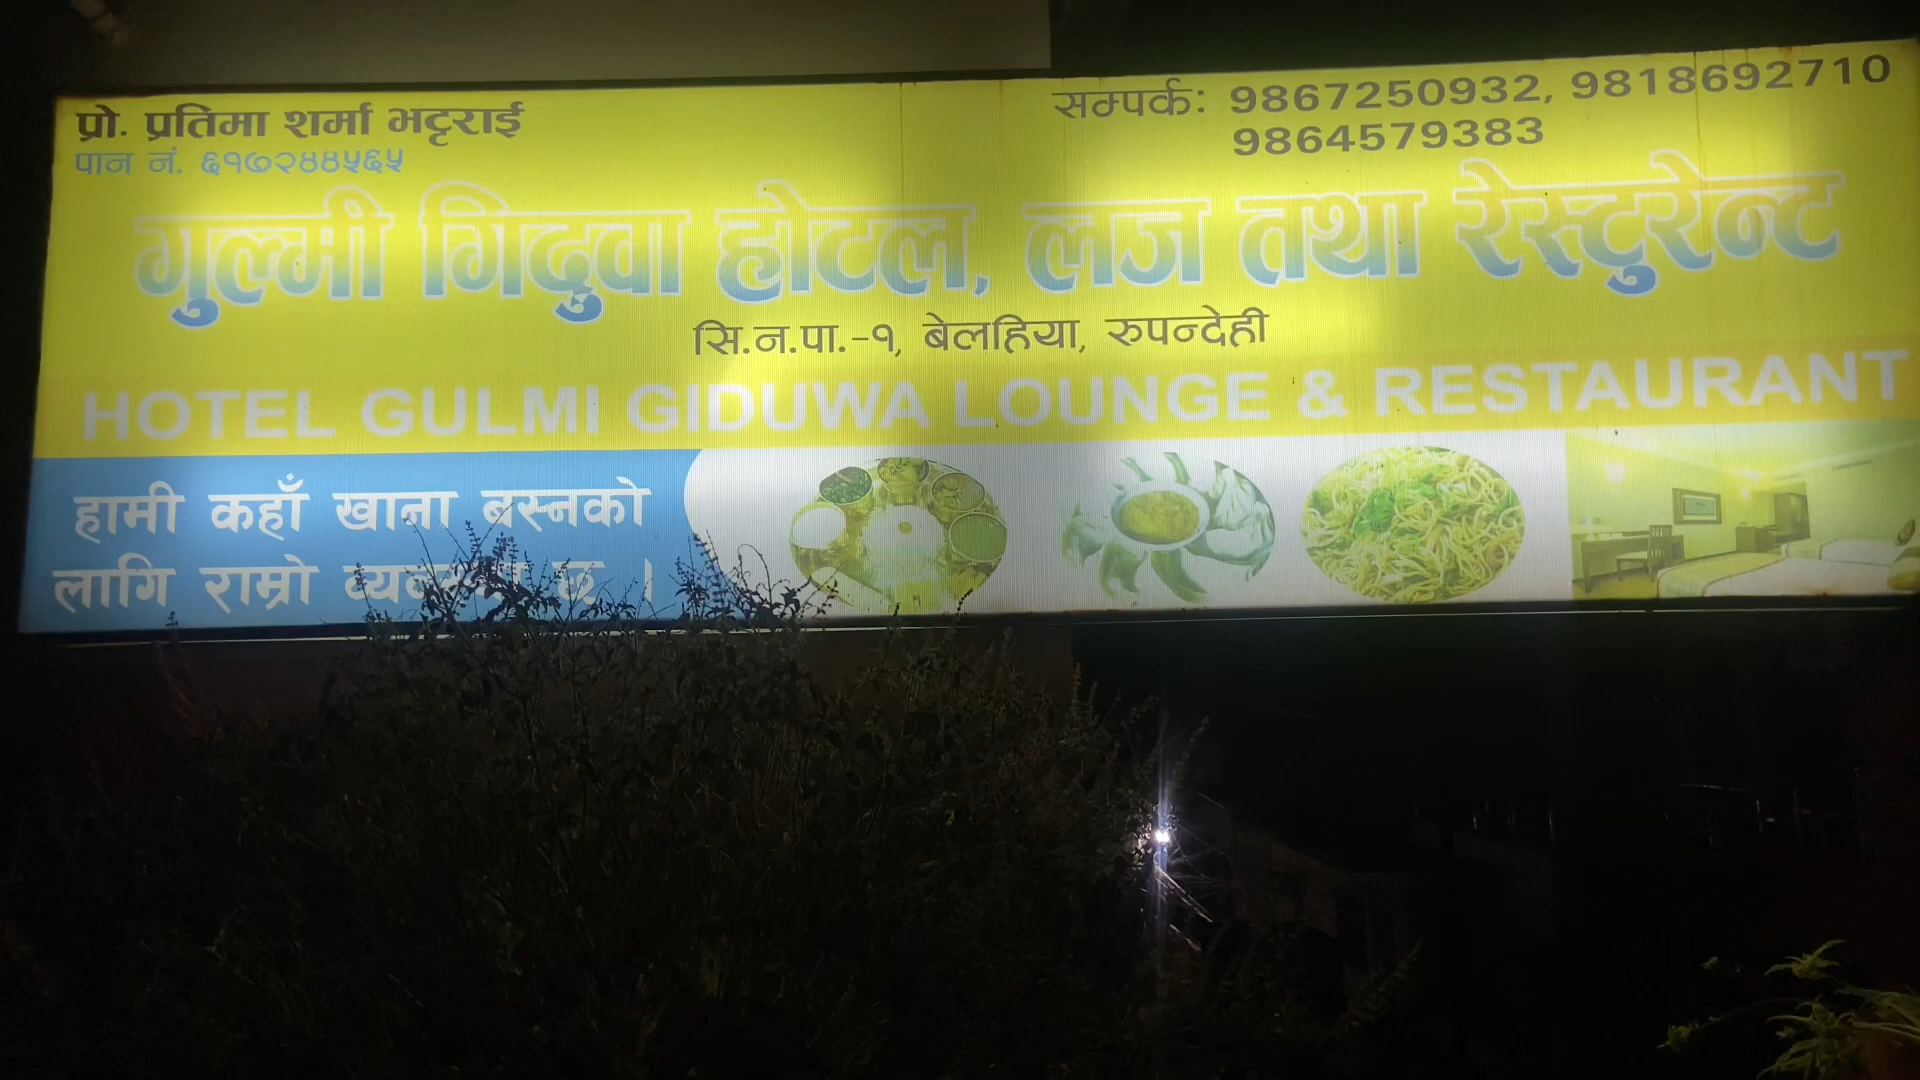 प्रो. प्रतिमा शर्मा भट्टराई
पान नं. ६१७२४४५६५
सम्पर्क: 9867250932, 9818692710
9864579383
गुल्मी गिदुवा होटल, लज तथा रेस्टुरेन्ट
सि.न.पा.-१, बेलहिया, रुपन्देही
HOTEL GULMI GIDUWA LOUNGE & RESTAURANT
हामी कहाँ खाना बस्नको
लागि राम्रो छ ।